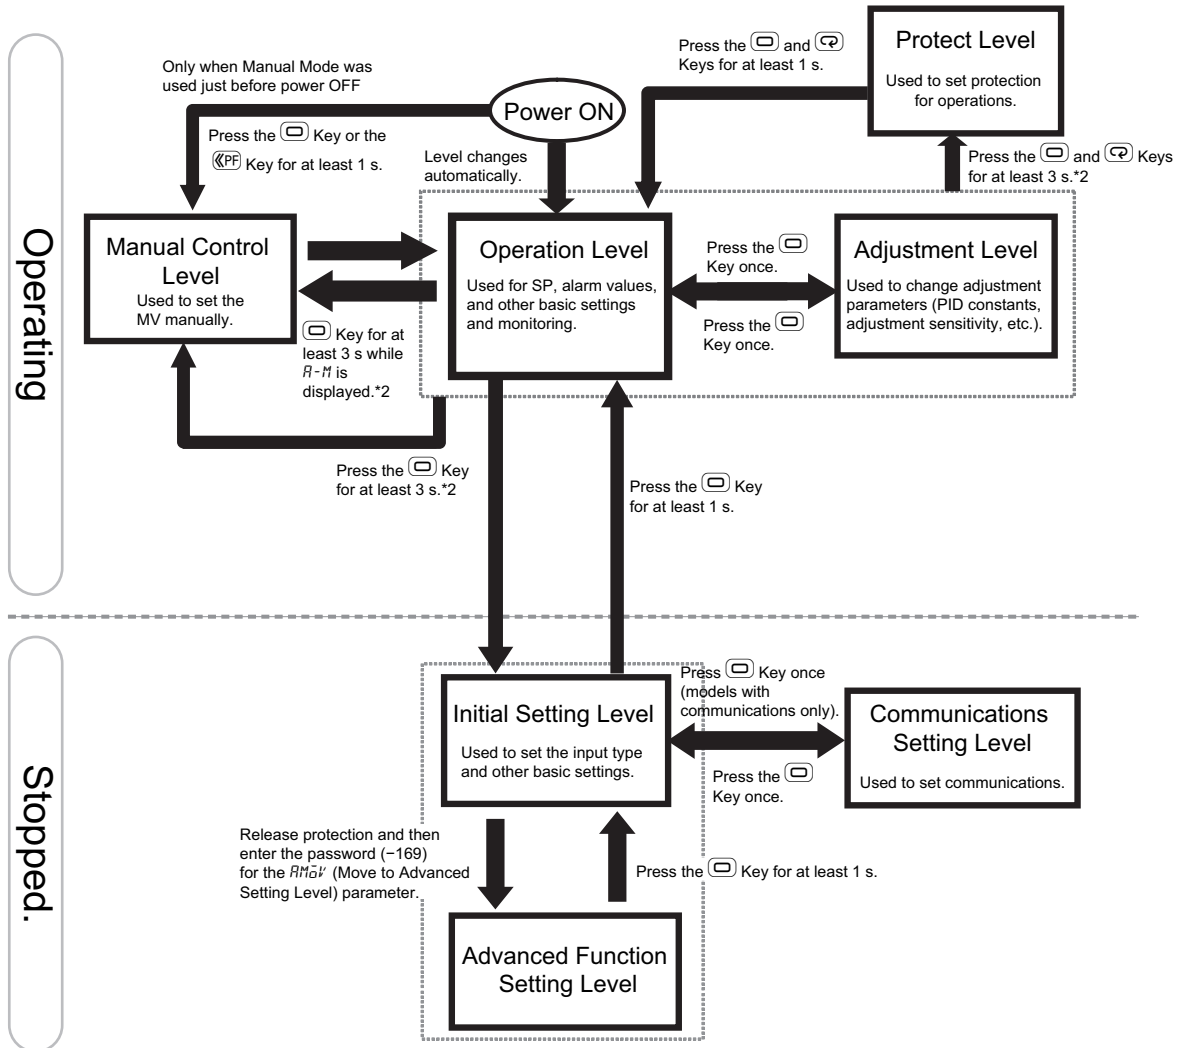 Operating
Only when Manual Mode was
used just before power OFF
Power ON
Press the Key or the
PF Key for at least 1 s.
Level changes
automatically.
Press the and
Keys for at least 1 s.
Protect Level
Used to set protection
for operations.
Press the and Keys
for at least 3 s.*2
Manual Control
Level
Used to set the
MV manually.
Key for at
least 3 s while
A-M is
displayed.*2
Operation Level
Used for SP, alarm values,
and other basic settings
and monitoring.
Press the
Key once.
Press the
Key once.
Adjustment Level
Used to change adjustment
parameters (PID constants,
adjustment sensitivity, etc.).
Press the Key
for at least 3 s.*2
Press the Key
for at least 1 s.
Stopped.
Initial Setting Level
Used to set the input type
and other basic settings.
Press Key once
(models with
communications only).
Press the
Key once.
Communications
Setting Level
Used to set communications.
Release protection and then
enter the password (−169)
for the AMoV (Move to Advanced
Setting Level) parameter.
Press the Key for at least 1 s.
Advanced Function
Setting Level